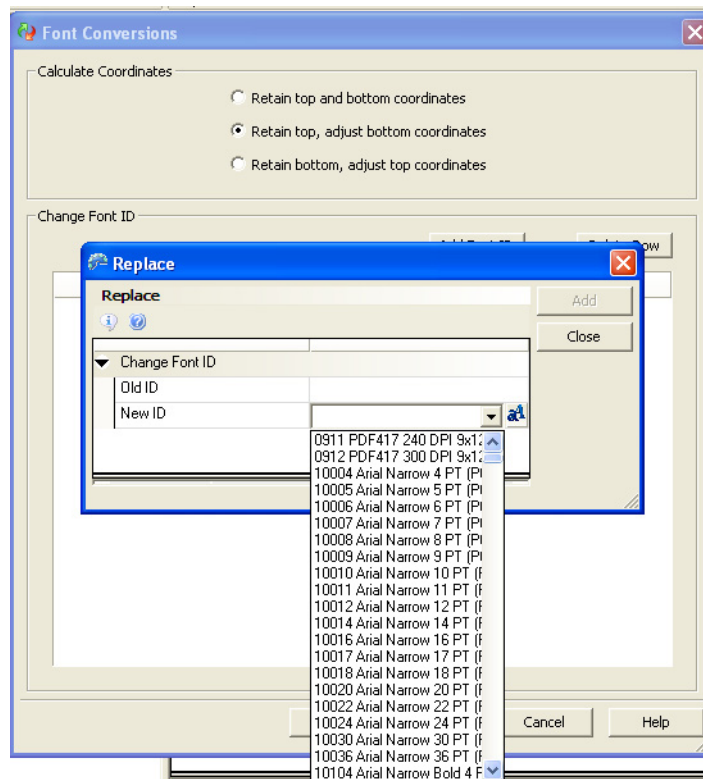 Font Conversions
Calculate Coordinates
Retain top and bottom coordinates
Retain top, adjust bottom coordinates
Retain bottom, adjust top coordinates
Change Font ID
Replace
Replace
Add
Close
Change Font ID
Old ID
New ID
0911 PDF417 240 DPI 9x12
0912 PDF417 300 DPI 9x12
10004 Arial Narrow 4 PT
10005 Arial Narrow 5 PT
10006 Arial Narrow 6 PT
10007 Arial Narrow 7 PT
10008 Arial Narrow 8 PT
10009 Arial Narrow 9 PT
10010 Arial Narrow 10 PT
10011 Arial Narrow 11 PT
10012 Arial Narrow 12 PT
10014 Arial Narrow 14 PT
10016 Arial Narrow 16 PT
10017 Arial Narrow 17 PT
10018 Arial Narrow 18 PT
10020 Arial Narrow 20 PT
10022 Arial Narrow 22 PT
10024 Arial Narrow 24 PT
10030 Arial Narrow 30 PT
10036 Arial Narrow 36 PT
10104 Arial Narrow Bold 4
Cancel
Help